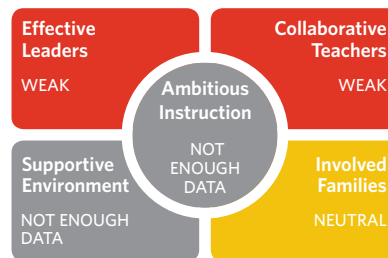 Effective
Leaders
WEAK
Collaborative
Teachers
WEAK
Ambitious
Instruction
NOT
ENOUGH
DATA
Supportive
Environment
NOT ENOUGH
DATA
Involved
Families
NEUTRAL